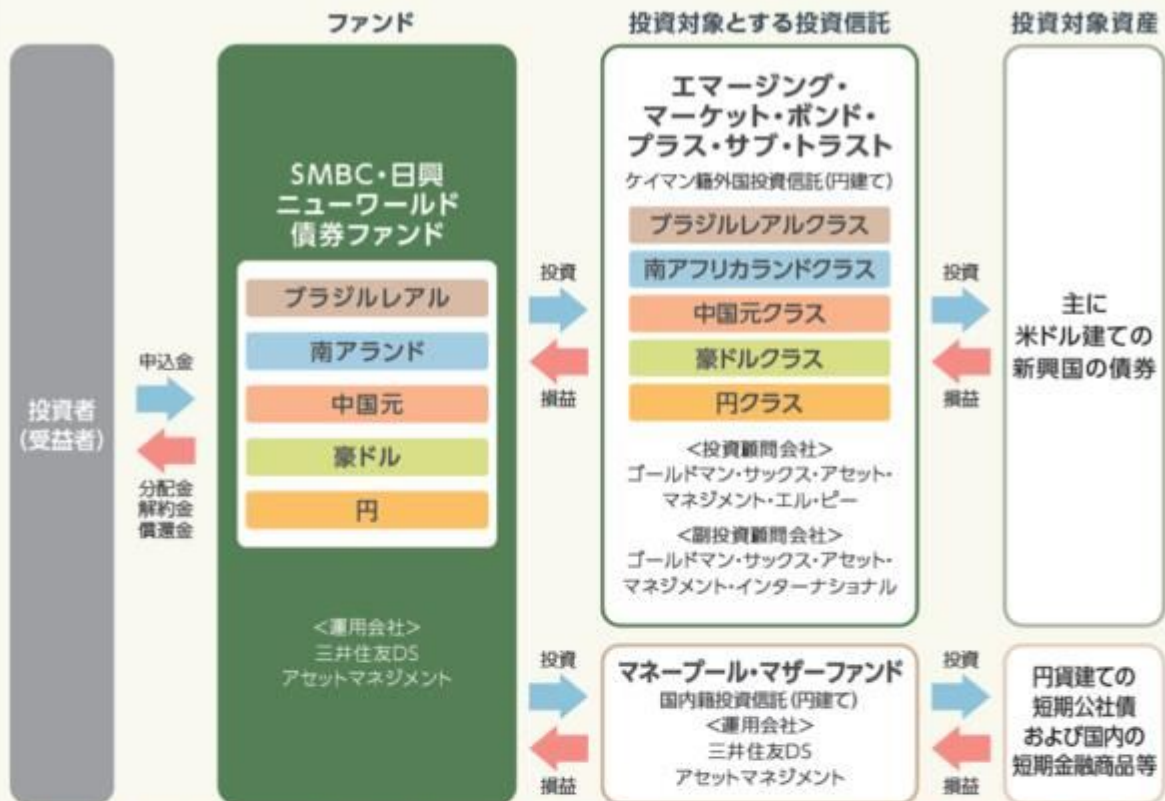 ファンド
投資対象とする投資信託
投資対象資産
投資者
(受益者)
申込金
分配金
解約金
償還金
SMBC・日興
ニューワールド
債券ファンド
ブラジルレアル
南アランド
中国元
豪ドル
円
<運用会社>
三井住友DS
アセットマネジメント
投資
損益
エマージング・
マーケット・ボンド・
プラス・サブ・トラスト
ケイマン籍外国投資信託(円建て)
ブラジルレアルクラス
南アフリカランドクラス
中国元クラス
豪ドルクラス
円クラス
<投資顧問会社>
ゴールドマン・サックス・アセット・
マネジメント・エル・ピー
<副投資顧問会社>
ゴールドマン・サックス・アセット・
マネジメント・インターナショナル
投資
損益
主に
米ドル建ての
新興国の債券
投資
損益
マネープール・マザーファンド
国内籍投資信託(円建て)
<運用会社>
三井住友DS
アセットマネジメント
投資
損益
円貨建ての
短期公社債
および国内の
短期金融商品等